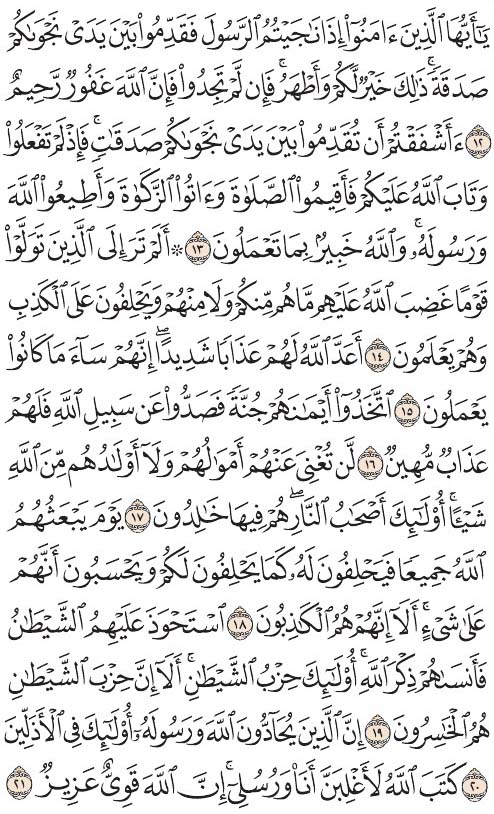 يَٰٓأَيُّهَا ٱلَّذِينَ ءَامَنُوٓا۟ إِذَا نَٰجَيْتُمُ ٱلرَّسُولَ فَقَدِّمُوا۟ بَيْنَ يَدَىْ نَجْوَىٰكُمْ
صَدَقَةً ۚ ذَٰلِكَ خَيْرٌ لَّكُمْ وَأَطْهَرُ ۚ فَإِن لَّمْ تَجِدُوا۟ فَإِنَّ ٱللَّهَ غَفُورٌ رَّحِيمٌ
١٢ ءَأَشْفَقْتُمْ أَن تُقَدِّمُوا۟ بَيْنَ يَدَىْ نَجْوَىٰكُمْ صَدَقَٰتٍ ۚ فَإِذْ لَمْ تَفْعَلُوا۟
وَتَابَ ٱللَّهُ عَلَيْكُمْ فَأَقِيمُوا۟ ٱلصَّلَوٰةَ وَءَاتُوا۟ ٱلزَّكَوٰةَ وَأَطِيعُوا۟ ٱللَّهَ
وَرَسُولَهُۥ ۚ وَٱللَّهُ خَبِيرٌۢ بِمَا تَعْمَلُونَ ١٣ ۞ أَلَمْ تَرَ إِلَى ٱلَّذِينَ تَوَلَّوْا۟
قَوْمًا غَضِبَ ٱللَّهُ عَلَيْهِم مَّا هُم مِّنكُمْ وَلَا مِنْهُمْ وَيَحْلِفُونَ عَلَى ٱلْكَذِبِ
وَهُمْ يَعْلَمُونَ ١٤ أَعَدَّ ٱللَّهُ لَهُمْ عَذَابًا شَدِيدًا ۖ إِنَّهُمْ سَآءَ مَا كَانُوا۟
يَعْمَلُونَ ١٥ ٱتَّخَذُوٓا۟ أَيْمَٰنَهُمْ جُنَّةً فَصَدُّوا۟ عَن سَبِيلِ ٱللَّهِ فَلَهُمْ
عَذَابٌ مُّهِينٌ ١٦ لَّن تُغْنِىَ عَنْهُمْ أَمْوَٰلُهُمْ وَلَآ أَوْلَٰدُهُم مِّنَ ٱللَّهِ
شَيْـًٔا ۚ أُو۟لَٰٓئِكَ أَصْحَٰبُ ٱلنَّارِ ۖ هُمْ فِيهَا خَٰلِدُونَ ١٧ يَوْمَ يَبْعَثُهُمُ
ٱللَّهُ جَمِيعًا فَيَحْلِفُونَ لَهُۥ كَمَا يَحْلِفُونَ لَكُمْ وَيَحْسَبُونَ أَنَّهُمْ
عَلَىٰ شَىْءٍ ۚ أَلَآ إِنَّهُمْ هُمُ ٱلْكَٰذِبُونَ ١٨ ٱسْتَحْوَذَ عَلَيْهِمُ ٱلشَّيْطَٰنُ
فَأَنسَىٰهُمْ ذِكْرَ ٱللَّهِ ۚ أُو۟لَٰٓئِكَ حِزْبُ ٱلشَّيْطَٰنِ ۚ أَلَآ إِنَّ حِزْبَ ٱلشَّيْطَٰنِ
هُمُ ٱلْخَٰسِرُونَ ١٩ إِنَّ ٱلَّذِينَ يُحَآدُّونَ ٱللَّهَ وَرَسُولَهُۥٓ أُو۟لَٰٓئِكَ فِى ٱلْأَذَلِّينَ
٢٠ كَتَبَ ٱللَّهُ لَأَغْلِبَنَّ أَنَا۠ وَرُسُلِىٓ ۚ إِنَّ ٱللَّهَ قَوِىٌّ عَزِيزٌ ٢١